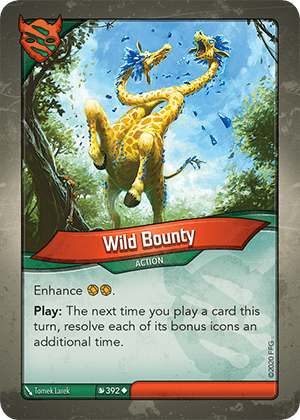 Wild Bounty
ACTION
Enhance .
Play: The next time you play a card this
turn, resolve each of its bonus icons an
additional time.
©2020 FFG
Tomek Larek
392